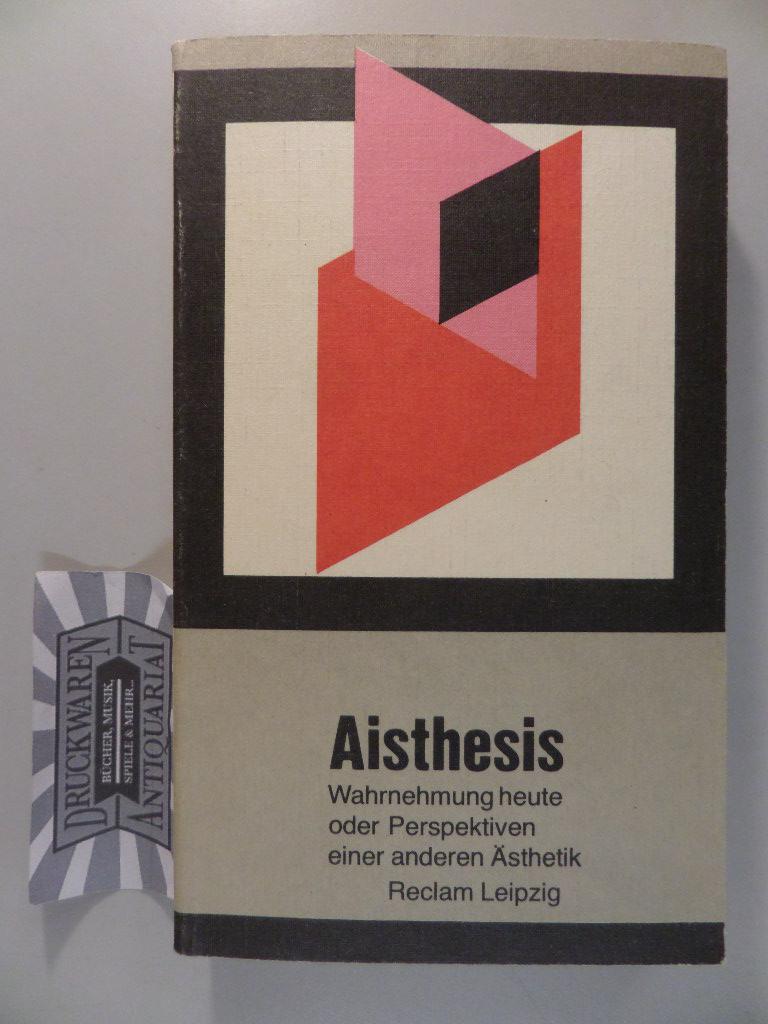 Aisthesis
Wahrnehmung heute
oder Perspektiven
einer anderen Ästhetik
Reclam Leipzig
DRUCKWAREN
BÜCHER, MUSIK,
SPIELE & MEHR...
ANTIQUARIAT